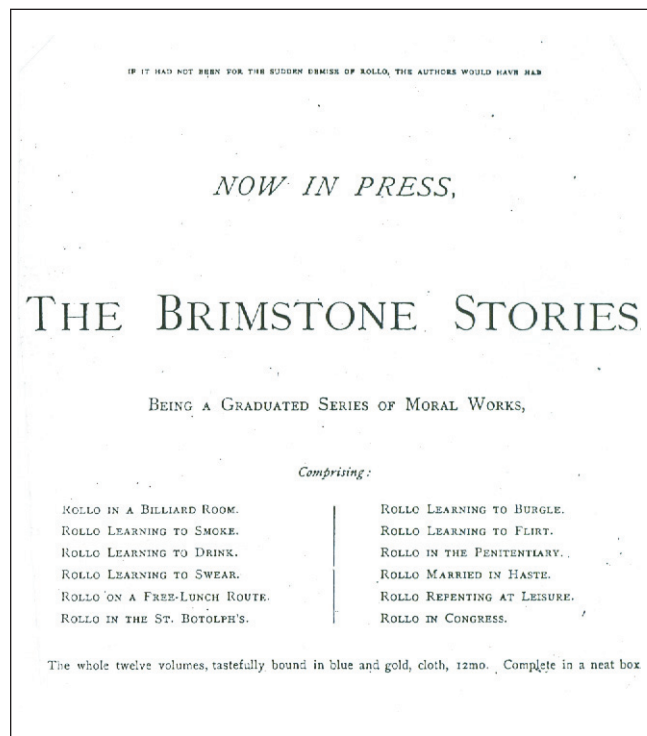 IF IT HAD NOT BEEN FOR THE SUDDEN DEMISE OF ROLLO, THE AUTHORS WOULD HAVE HAD
NOW IN PRESS,
THE BRIMSTONE STORIES
BEING A GRADUATED SERIES OF MORAL WORKS,
Comprising:
ROLLO IN A BILLIARD ROOM.
ROLLO LEARNING TO SMOKE.
ROLLO LEARNING TO DRINK.
ROLLO LEARNING TO SWEAR.
ROLLO ON A FREE-LUNCH ROUTE.
ROLLO IN THE ST. BOTOLPH'S.
ROLLO LEARNING TO BURGLE.
ROLLO LEARNING TO FLIRT.
ROLLO IN THE PENITENTIARY.
ROLLO MARRIED IN HASTE.
ROLLO REPENTING AT LEISURE.
ROLLO IN CONGRESS.
The whole twelve volumes, tastefully bound in blue and gold, cloth, 12mo. Complete in a neat box